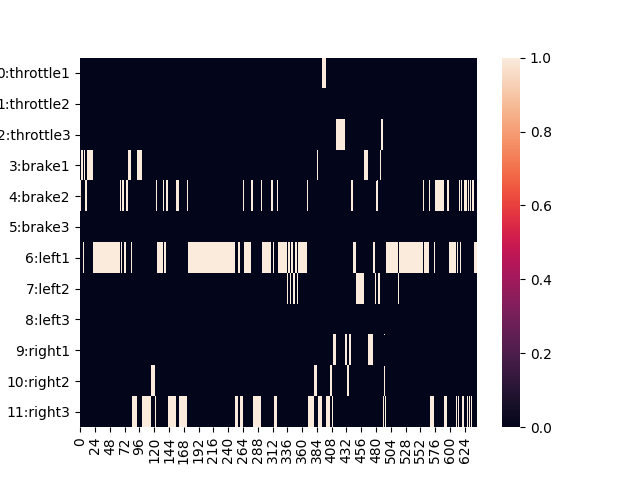 0:throttle1
1:throttle2
2:throttle3
3:brake1
4:brake2
5:brake3
6:left1
7:left2
8:left3
9:right1
10:right2
11:right3
0 24 48 72 96 120 144 168 192 216 240 264 288 312 336 360 384 408 432 456 480 504 528 552 576 600 624
1.0
0.8
0.6
0.4
0.2
0.0